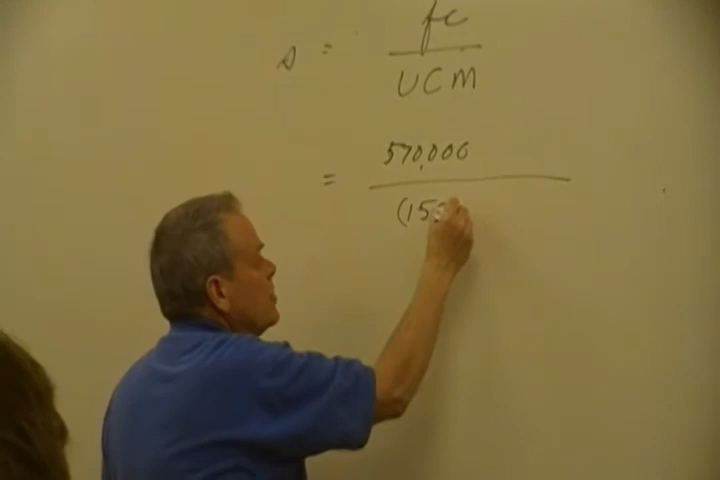 s = fc
UCM
= 570,000
(15